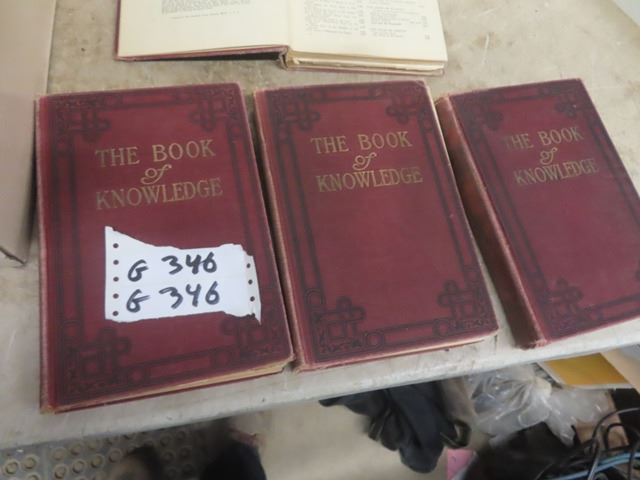 THE BOOK
of
KNOWLEDGE
G 346
G 346
THE BOOK
of
KNOWLEDGE
THE BOOK
of
KNOWLEDGE